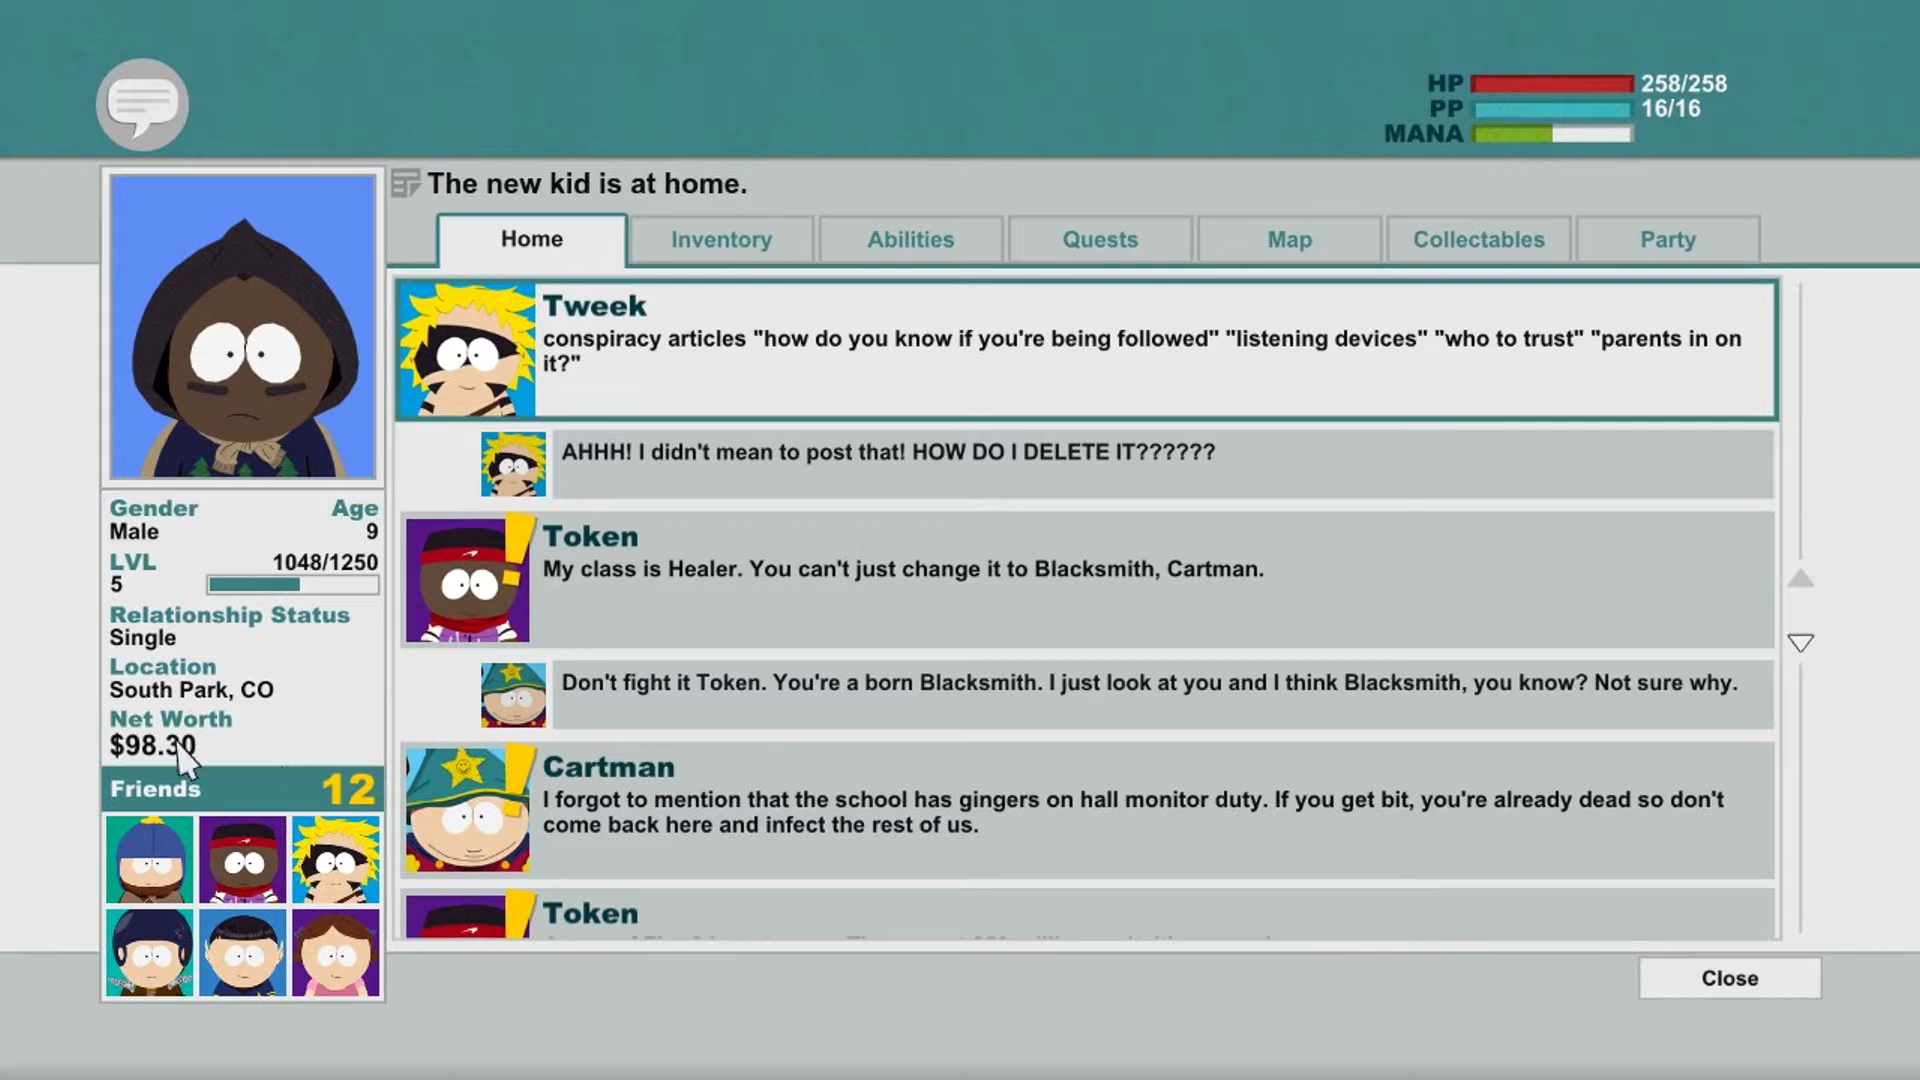 HP 258/258
PP 16/16
MANA
The new kid is at home.
Home Inventory Abilities Quests Map Collectables Party
Gender Age
Male 9
LVL 1048/1250
5
Relationship Status
Single
Location
South Park, CO
Net Worth
$98.30
Friends 12
Tweek
conspiracy articles "how do you know if you're being followed" "listening devices" "who to trust" "parents in on
it?"
AHHH! I didn't mean to post that! HOW DO I DELETE IT??????
Token
My class is Healer. You can't just change it to Blacksmith, Cartman.
Don't fight it Token. You're a born Blacksmith. I just look at you and I think Blacksmith, you know? Not sure why.
Cartman
I forgot to mention that the school has gingers on hall monitor duty. If you get bit, you're already dead so don't
come back here and infect the rest of us.
Token
Close